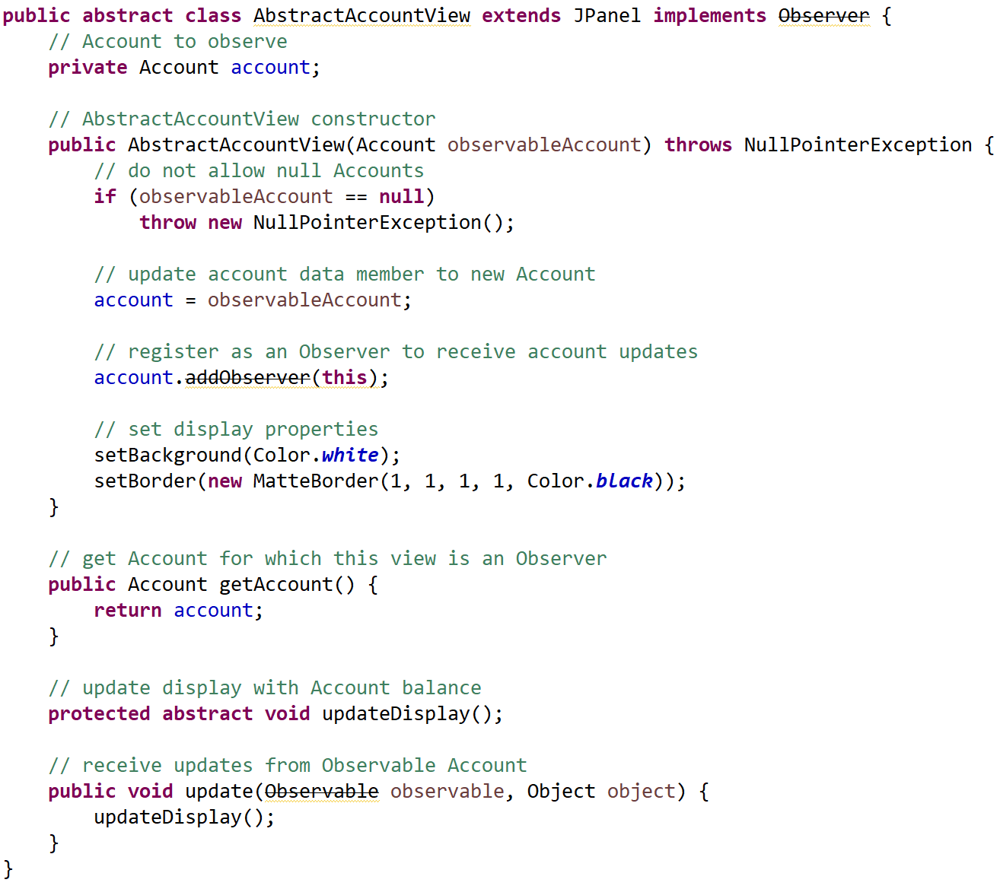 public abstract class AbstractAccountView extends JPanel implements Observer {
    // Account to observe
    private Account account;

    // AbstractAccountView constructor
    public AbstractAccountView(Account observableAccount) throws NullPointerException {
        // do not allow null Accounts
        if (observableAccount == null)
            throw new NullPointerException();

        // update account data member to new Account
        account = observableAccount;

        // register as an Observer to receive account updates
        account.addObserver(this);

        // set display properties
        setBackground(Color.white);
        setBorder(new MatteBorder(1, 1, 1, 1, Color.black));
    }

    // get Account for which this view is an Observer
    public Account getAccount() {
        return account;
    }

    // update display with Account balance
    protected abstract void updateDisplay();

    // receive updates from Observable Account
    public void update(Observable observable, Object object) {
        updateDisplay();
    }
}